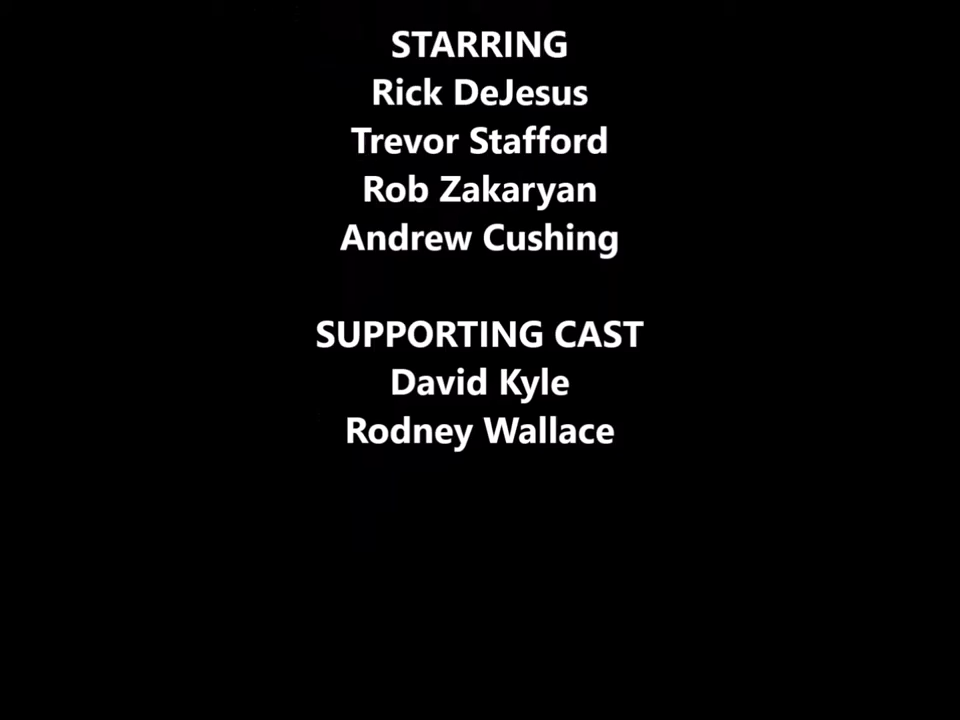 STARRING
Rick DeJesus
Trevor Stafford
Rob Zakaryan
Andrew Cushing
SUPPORTING CAST
David Kyle
Rodney Wallace